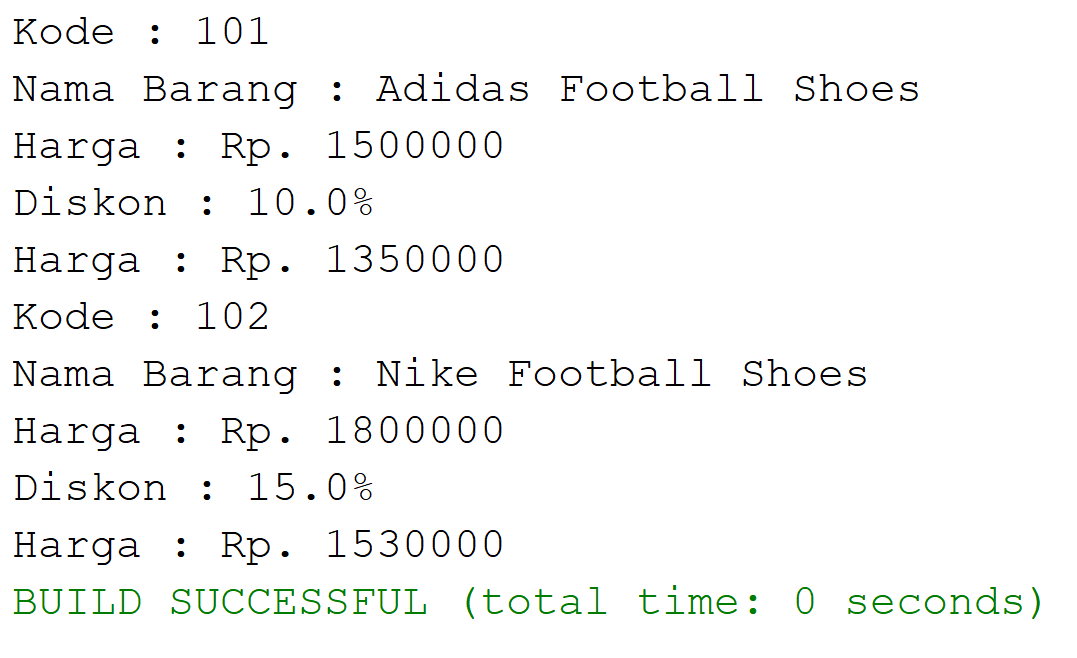 Kode : 101
Nama Barang : Adidas Football Shoes
Harga : Rp. 1500000
Diskon : 10.0%
Harga : Rp. 1350000
Kode : 102
Nama Barang : Nike Football Shoes
Harga : Rp. 1800000
Diskon : 15.0%
Harga : Rp. 1530000
BUILD SUCCESSFUL (total time: 0 seconds)